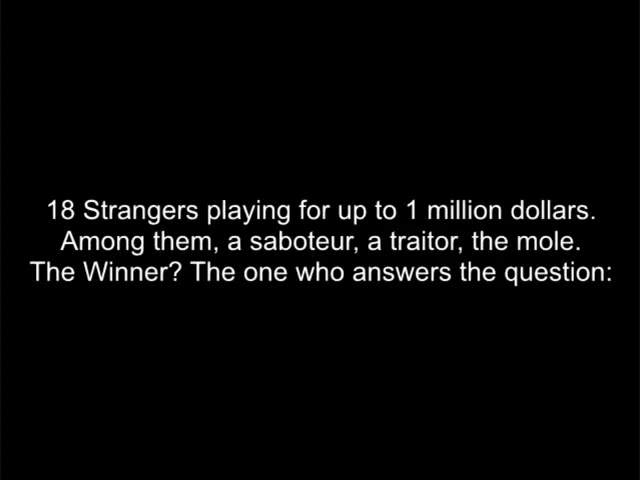 18 Strangers playing for up to 1 million dollars.
Among them, a saboteur, a traitor, the mole.
The Winner? The one who answers the question: